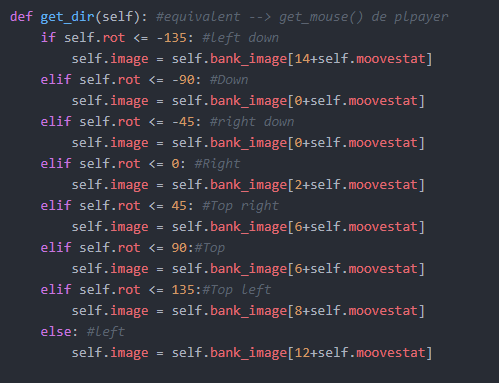 def get_dir(self): #equivalent --> get_mouse() de plpayer
    if self.rot <= -135: #left down
        self.image = self.bank_image[14+self.moovestat]
    elif self.rot <= -90: #Down
        self.image = self.bank_image[0+self.moovestat]
    elif self.rot <= -45: #right down
        self.image = self.bank_image[0+self.moovestat]
    elif self.rot <= 0: #Right
        self.image = self.bank_image[2+self.moovestat]
    elif self.rot <= 45: #Top right
        self.image = self.bank_image[6+self.moovestat]
    elif self.rot <= 90:#Top
        self.image = self.bank_image[6+self.moovestat]
    elif self.rot <= 135:#Top left
        self.image = self.bank_image[8+self.moovestat]
    else: #left
        self.image = self.bank_image[12+self.moovestat]